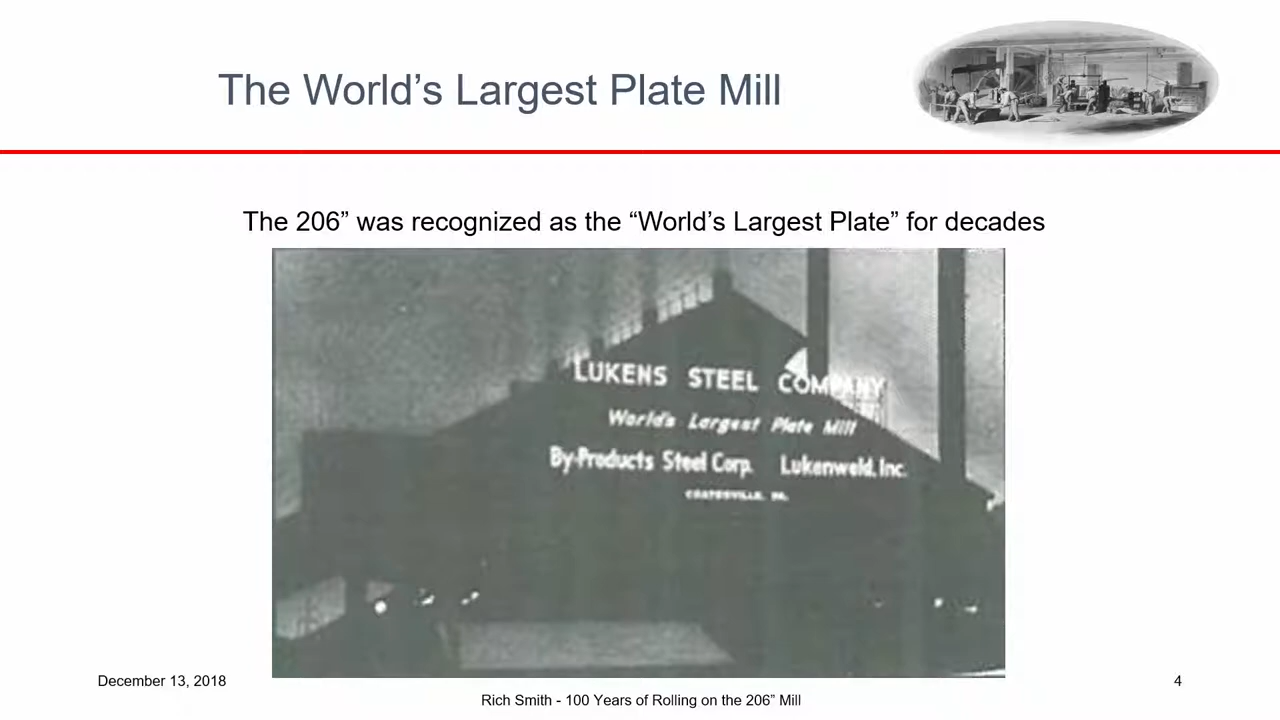 The World’s Largest Plate Mill
The 206” was recognized as the “World’s Largest Plate” for decades
LUKENS STEEL COMPANY
World's Largest Plate Mill
By-Products Steel Corp. Lukenweld, Inc.
COATESVILLE, PA.
December 13, 2018
4
Rich Smith - 100 Years of Rolling on the 206” Mill